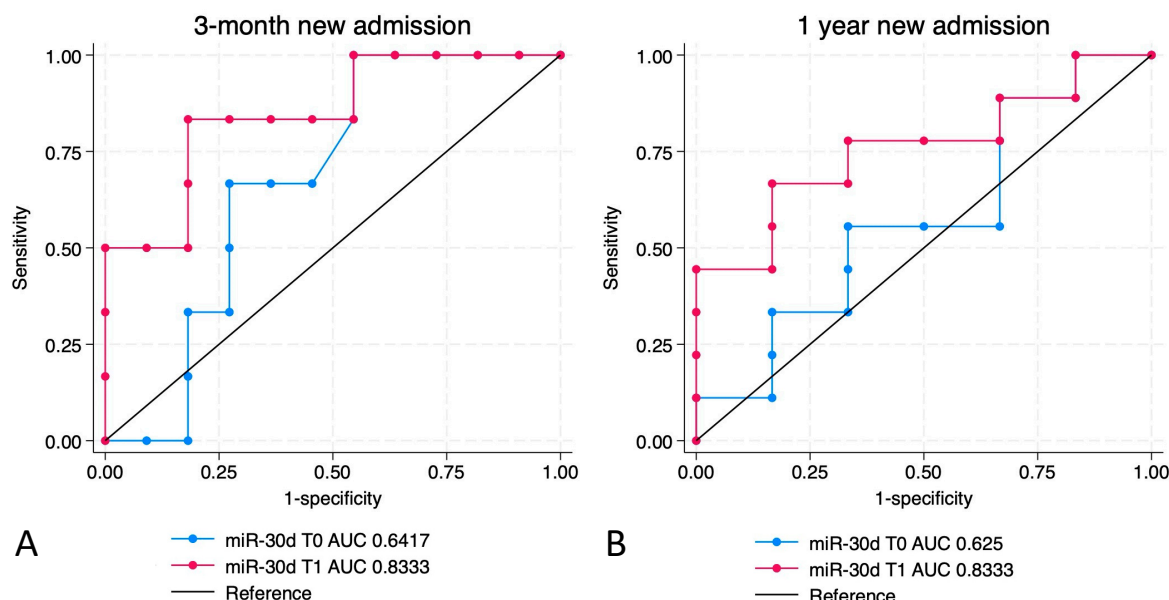 3-month new admission
1.00
0.75
0.50
0.25
0.00
Sensitivity
0.00 0.25 0.50 0.75 1.00
1-specificity
A
miR-30d T0 AUC 0.6417
miR-30d T1 AUC 0.8333
Reference
1 year new admission
1.00
0.75
0.50
0.25
0.00
Sensitivity
0.00 0.25 0.50 0.75 1.00
1-specificity
B
miR-30d T0 AUC 0.625
miR-30d T1 AUC 0.8333
Reference